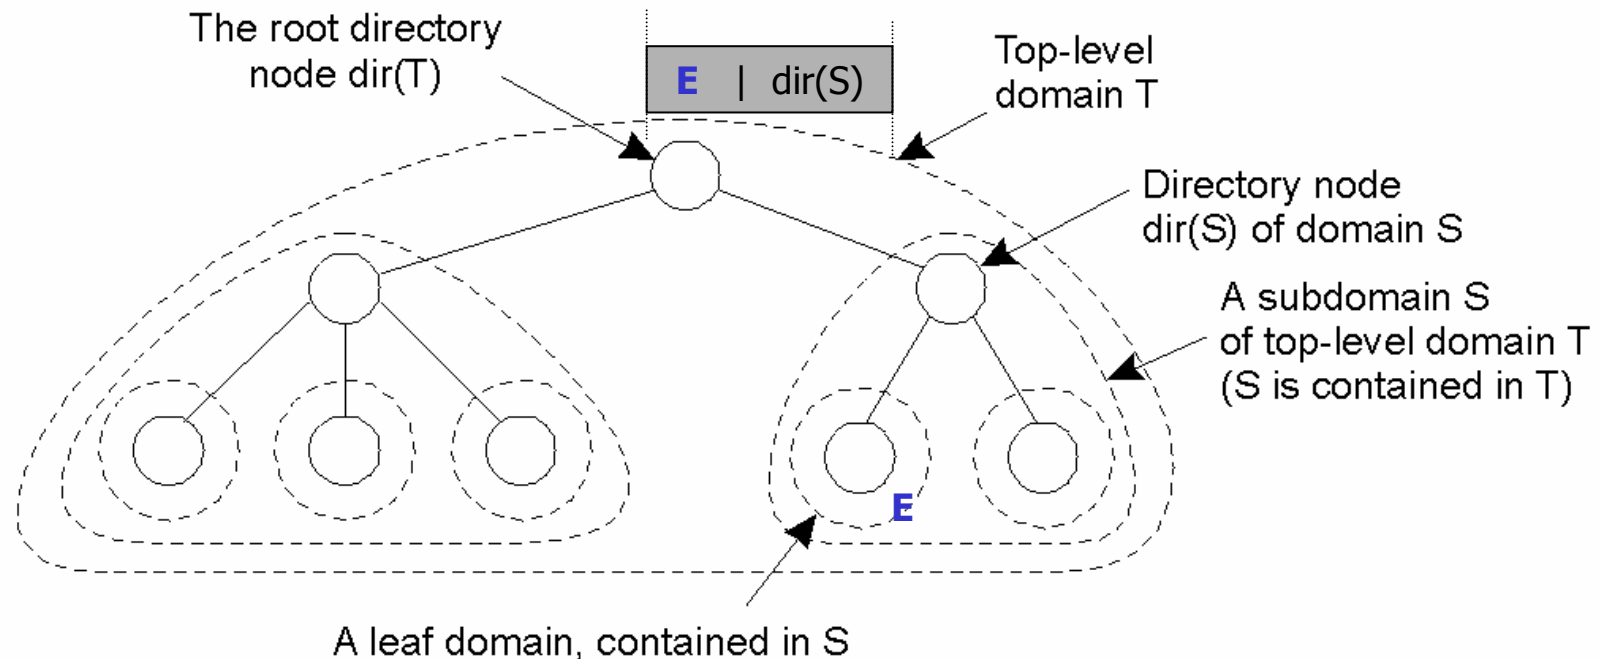 The root directory
node dir(T)
E | dir(S)
Top-level
domain T
Directory node
dir(S) of domain S
A subdomain S
of top-level domain T
(S is contained in T)
E
A leaf domain, contained in S